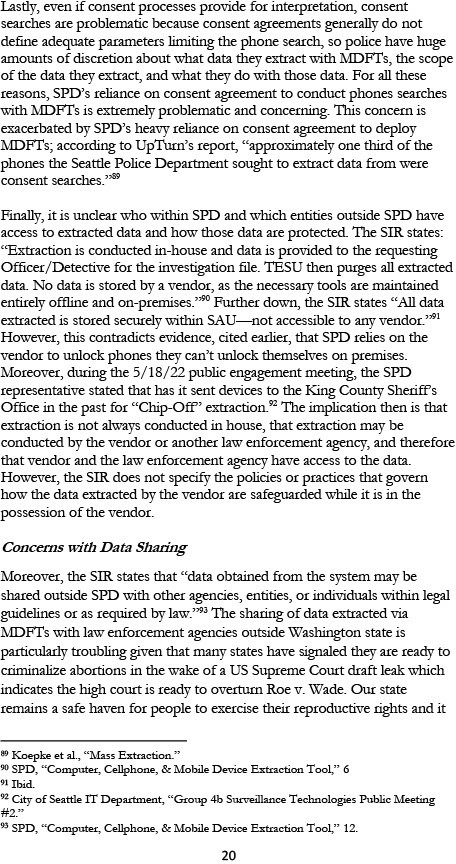 Lastly, even if consent processes provide for interpretation, consent
searches are problematic because consent agreements generally do not
define adequate parameters limiting the phone search, so police have huge
amounts of discretion about what data they extract with MDFTs, the scope
of the data they extract, and what they do with those data. For all these
reasons, SPD’s reliance on consent agreement to conduct phones searches
with MDFTs is extremely problematic and concerning. This concern is
exacerbated by SPD’s heavy reliance on consent agreement to deploy
MDFTs; according to UpTurn’s report, “approximately one third of the
phones the Seattle Police Department sought to extract data from were
consent searches.”⁸⁹
Finally, it is unclear who within SPD and which entities outside SPD have
access to extracted data and how those data are protected. The SIR states:
“Extraction is conducted in-house and data is provided to the requesting
Officer/Detective for the investigation file. TESU then purges all extracted
data. No data is stored by a vendor, as the necessary tools are maintained
entirely offline and on-premises.”⁹⁰ Further down, the SIR states “All data
extracted is stored securely within SAU—not accessible to any vendor.”⁹¹
However, this contradicts evidence, cited earlier, that SPD relies on the
vendor to unlock phones they can’t unlock themselves on premises.
Moreover, during the 5/18/22 public engagement meeting, the SPD
representative stated that has it sent devices to the King County Sheriff’s
Office in the past for “Chip-Off” extraction.⁹² The implication then is that
extraction is not always conducted in house, that extraction may be
conducted by the vendor or another law enforcement agency, and therefore
that vendor and the law enforcement agency have access to the data.
However, the SIR does not specify the policies or practices that govern
how the data extracted by the vendor are safeguarded while it is in the
possession of the vendor.
Concerns with Data Sharing
Moreover, the SIR states that “data obtained from the system may be
shared outside SPD with other agencies, entities, or individuals within legal
guidelines or as required by law.”⁹³ The sharing of data extracted via
MDFTs with law enforcement agencies outside Washington state is
particularly troubling given that many states have signaled they are ready to
criminalize abortions in the wake of a US Supreme Court draft leak which
indicates the high court is ready to overturn Roe v. Wade. Our state
remains a safe haven for people to exercise their reproductive rights and it
⁸⁹ Koepke et al., “Mass Extraction.”
⁹⁰ SPD, “Computer, Cellphone, & Mobile Device Extraction Tool,” 6
⁹¹ Ibid.
⁹² City of Seattle IT Department, “Group 4b Surveillance Technologies Public Meeting
#2.”
⁹³ SPD, “Computer, Cellphone, & Mobile Device Extraction Tool,” 12.
20